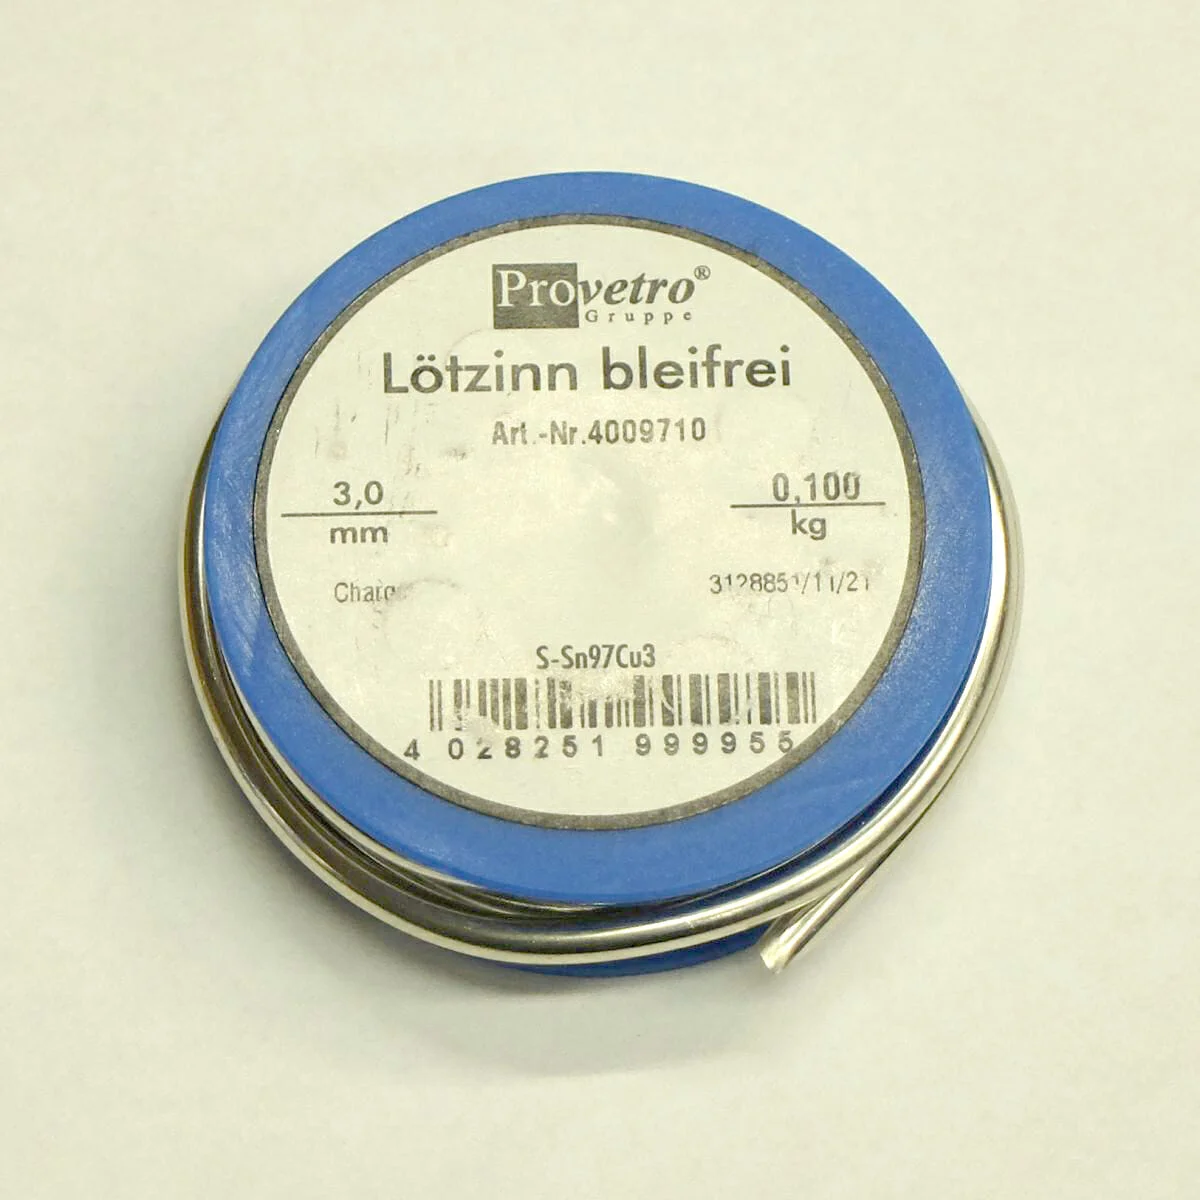 Provetro®
Gruppe
Lötzinn bleifrei
Art.-Nr.4009710
3,0
mm
0,100
kg
S-Sn97Cu3
4 028251 999955